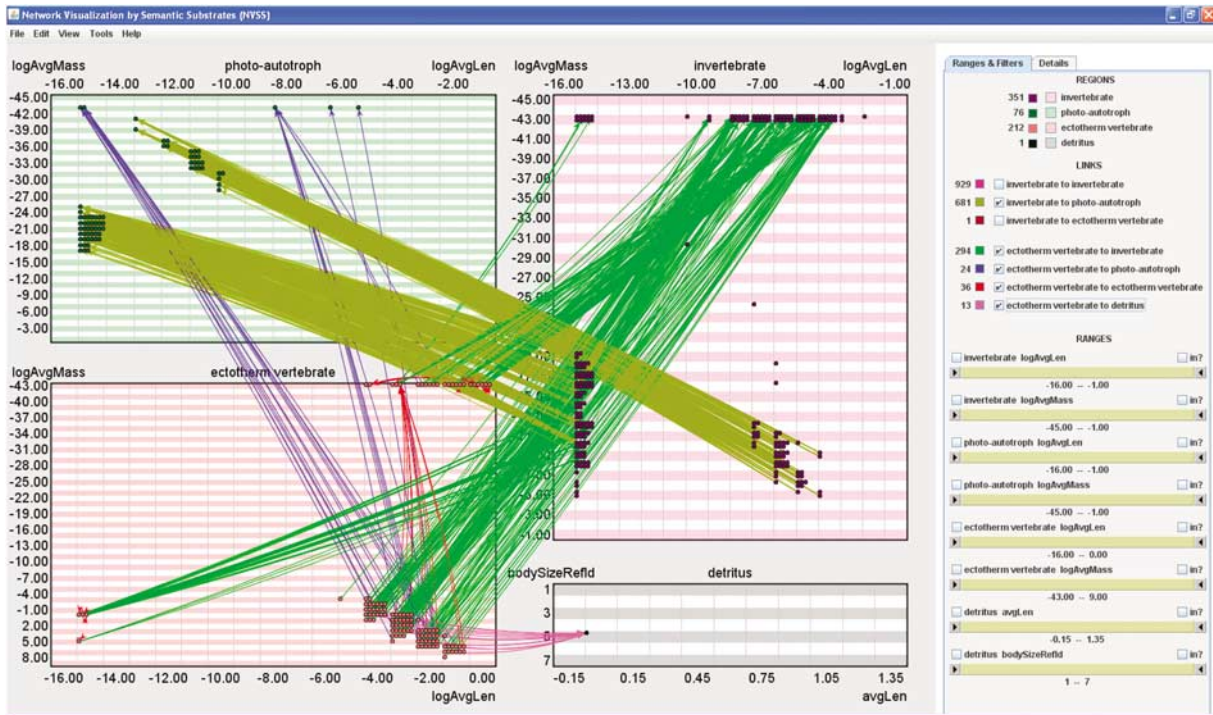 Network Visualization by Semantic Substrates (NVSS)
File Edit View Tools Help
logAvgMass photo-autotroph logAvgLen
-16.00 -14.00 -12.00 -10.00 -8.00 -6.00 -4.00 -2.00
-45.00
-42.00
-39.00
-36.00
-33.00
-30.00
-27.00
-24.00
-21.00
-18.00
-15.00
-12.00
-9.00
-6.00
-3.00
logAvgMass invertebrate logAvgLen
-16.00 -13.00 -10.00 -7.00 -4.00 -1.00
-45.00
-43.00
-41.00
-39.00
-37.00
-35.00
-33.00
-31.00
-29.00
-27.00
-3.00
-1.00
logAvgMass ectotherm vertebrate
-43.00
-40.00
-37.00
-34.00
-31.00
-28.00
-25.00
-22.00
-19.00
-16.00
-13.00
-10.00
-7.00
-4.00
-1.00
2.00
5.00
8.00
-16.00 -14.00 -12.00 -10.00 -8.00 -6.00 -4.00 -2.00 0.00
logAvgLen
bodySizeRefId detritus
1
3
7
-0.15 0.15 0.45 0.75 1.05 1.35
avgLen
Ranges & Filters Details
REGIONS
351 invertebrate
76 photo-autotroph
212 ectotherm vertebrate
1 detritus
LINKS
929 invertebrate to invertebrate
681 invertebrate to photo-autotroph
1 invertebrate to ectotherm vertebrate
294 ectotherm vertebrate to invertebrate
24 ectotherm vertebrate to photo-autotroph
36 ectotherm vertebrate to ectotherm vertebrate
13 ectotherm vertebrate to detritus
RANGES
invertebrate logAvgLen in?
-16.00 -- -1.00
invertebrate logAvgMass in?
-45.00 -- -1.00
photo-autotroph logAvgLen in?
-16.00 -- -1.00
photo-autotroph logAvgMass in?
-45.00 -- -1.00
ectotherm vertebrate logAvgLen in?
-16.00 -- 0.00
ectotherm vertebrate logAvgMass in?
-43.00 -- 9.00
detritus avgLen in?
-0.15 -- 1.35
detritus bodySizeRefId in?
1 -- 7